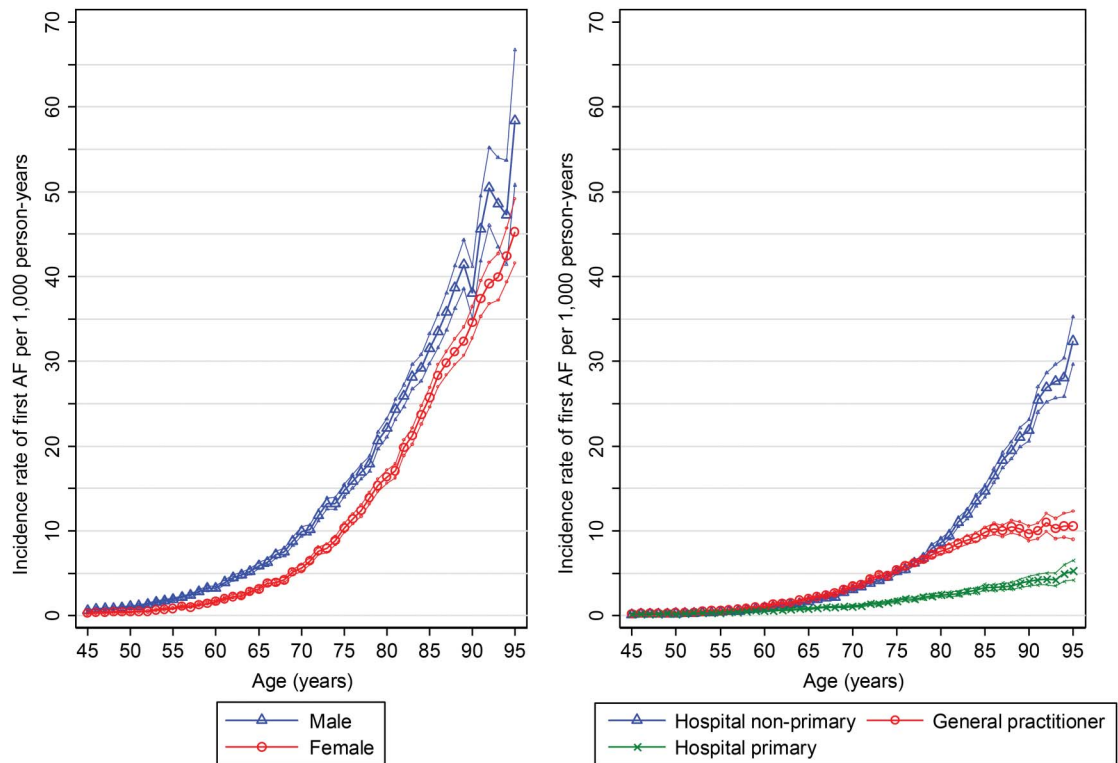 Incidence rate of first AF per 1,000 person-years
70
60
50
40
30
20
10
0
45 50 55 60 65 70 75 80 85 90 95
Age (years)
Male
Female
Incidence rate of first AF per 1,000 person-years
70
60
50
40
30
20
10
0
45 50 55 60 65 70 75 80 85 90 95
Age (years)
Hospital non-primary General practitioner
Hospital primary